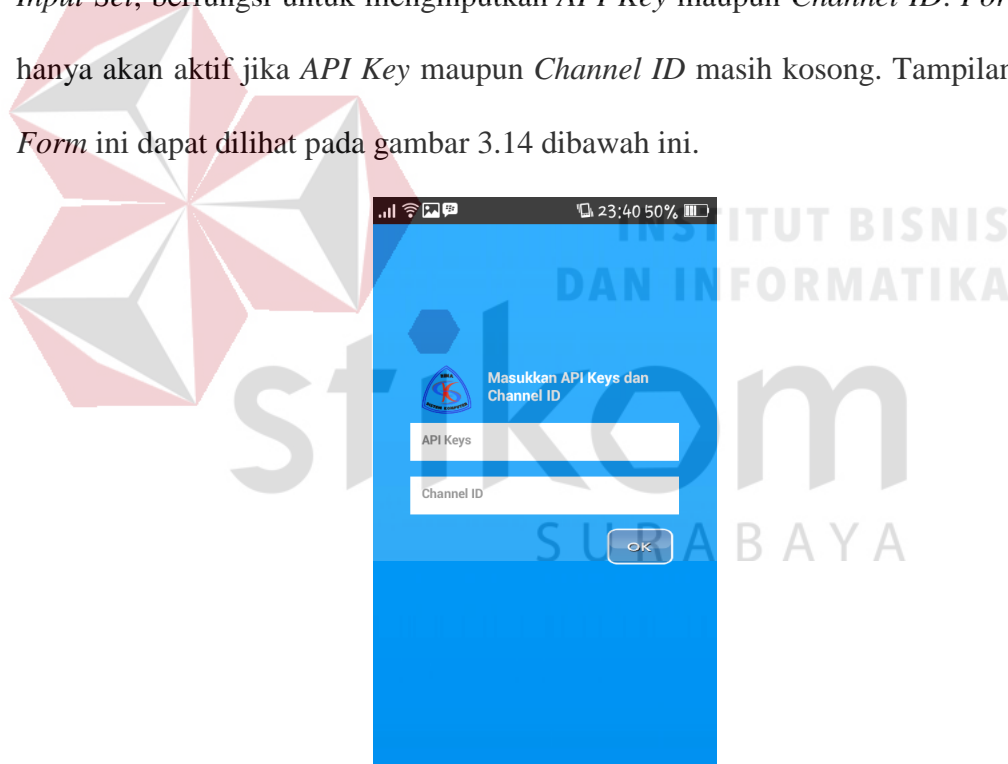 Input Set, berfungsi untuk menginputkan API Key maupun Channel ID. For
hanya akan aktif jika API Key maupun Channel ID masih kosong. Tampilan
Form ini dapat dilihat pada gambar 3.14 dibawah ini.
23:40 50%
INSTITUT BISNIS
DAN INFORMATIKA
stikom
SURABAYA
Masukkan API Keys dan
Channel ID
API Keys
Channel ID
OK